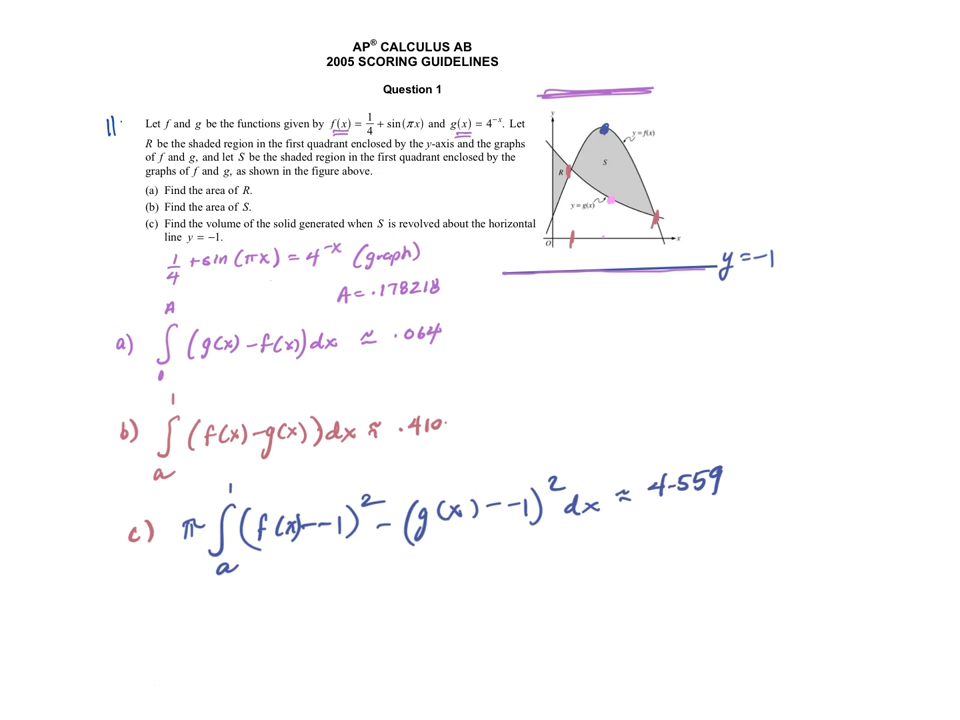 AP® CALCULUS AB
2005 SCORING GUIDELINES
Question 1
11.
Let f and g be the functions given by f(x) = 1/4 + sin(πx) and g(x) = 4^-x. Let
R be the shaded region in the first quadrant enclosed by the y-axis and the graphs
of f and g, and let S be the shaded region in the first quadrant enclosed by the
graphs of f and g, as shown in the figure above.
(a) Find the area of R.
(b) Find the area of S.
(c) Find the volume of the solid generated when S is revolved about the horizontal
line y = −1.
y
y = f(x)
S
R
y = g(x)
O
x
y = -1
1/4 + sin(πx) = 4^-x (graph)
A = .178218
a) ∫_0^A (g(x) - f(x)) dx ≈ .064
b) ∫_a^1 (f(x) - g(x)) dx ≈ .410
c) π ∫_a^1 (f(x) - -1)^2 - (g(x) - -1)^2 dx ≈ 4.559